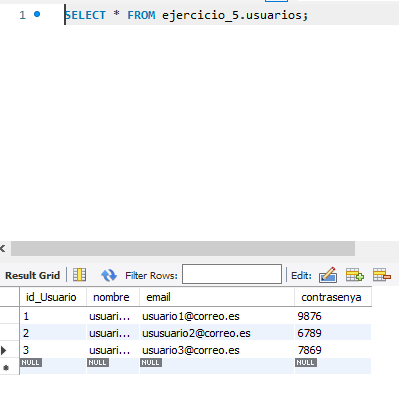 1 SELECT * FROM ejercicio_5.usuarios;
Result Grid Filter Rows: Edit:
id_Usuario nombre email contrasenya
1 usuari... usuario1@correo.es 9876
2 usuari... ususuario2@correo.es 6789
3 usuari... usuario3@correo.es 7869
NULL NULL NULL NULL